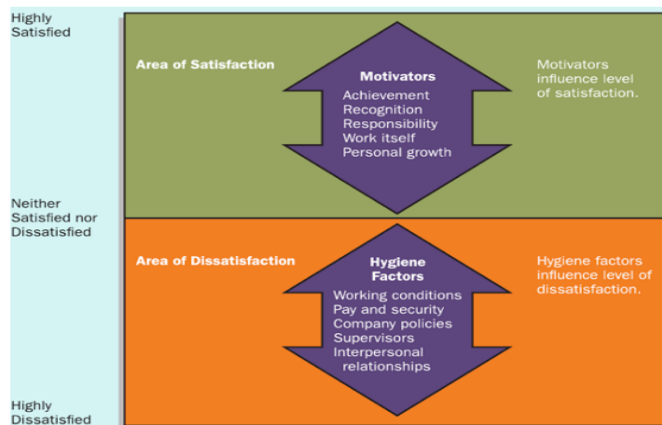 Highly
Satisfied
Area of Satisfaction
Motivators
Achievement
Recognition
Responsibility
Work itself
Personal growth
Motivators
influence level
of satisfaction.
Neither
Satisfied nor
Dissatisfied
Area of Dissatisfaction
Hygiene
Factors
Working conditions
Pay and security
Company policies
Supervisors
Interpersonal
relationships
Hygiene factors
influence level of
dissatisfaction.
Highly
Dissatisfied